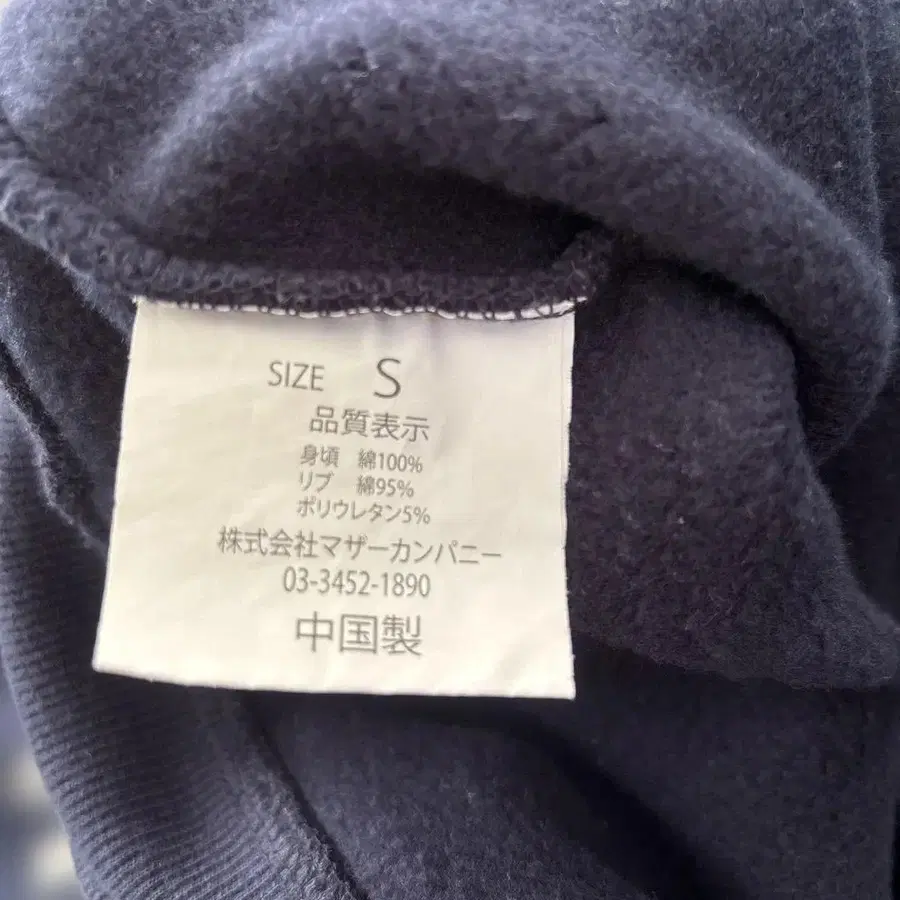 SIZE S
品質表示
身頃 綿100%
リブ 綿95%
ポリウレタン5%
株式会社マザーカンパニー
03-3452-1890
中国製